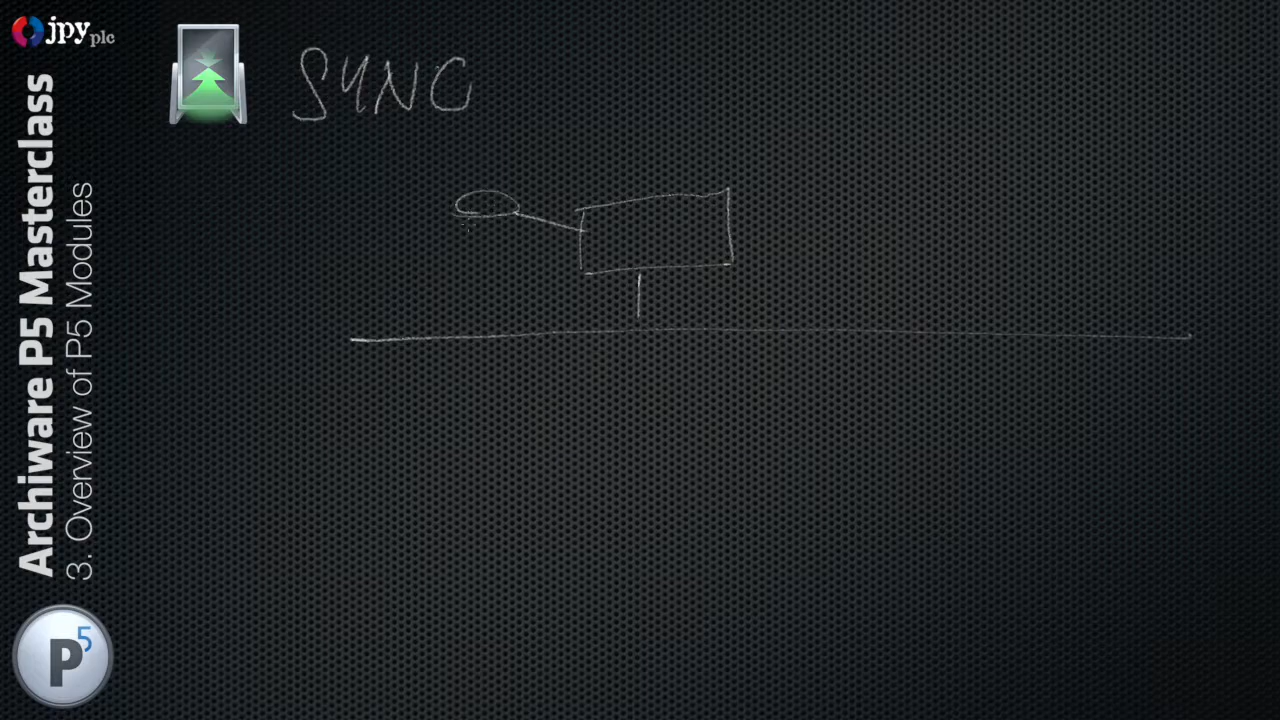 jpy plc
SYNC
Archiware P5 Masterclass
3. Overview of P5 Modules
P5